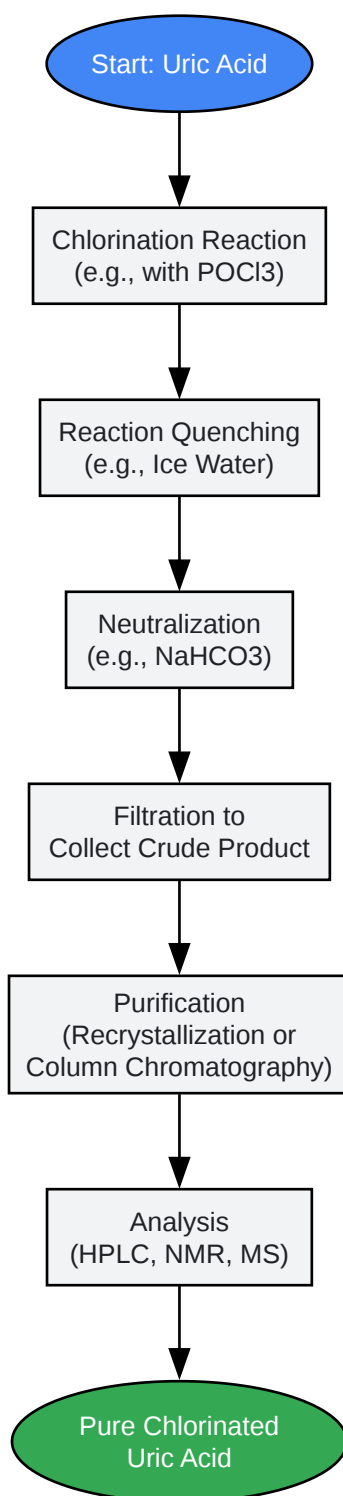 Start: Uric Acid
Chlorination Reaction
(e.g., with POCl3)
Reaction Quenching
(e.g., Ice Water)
Neutralization
(e.g., NaHCO3)
Filtration to
Collect Crude Product
Purification
(Recrystallization or
Column Chromatography)
Analysis
(HPLC, NMR, MS)
Pure Chlorinated
Uric Acid